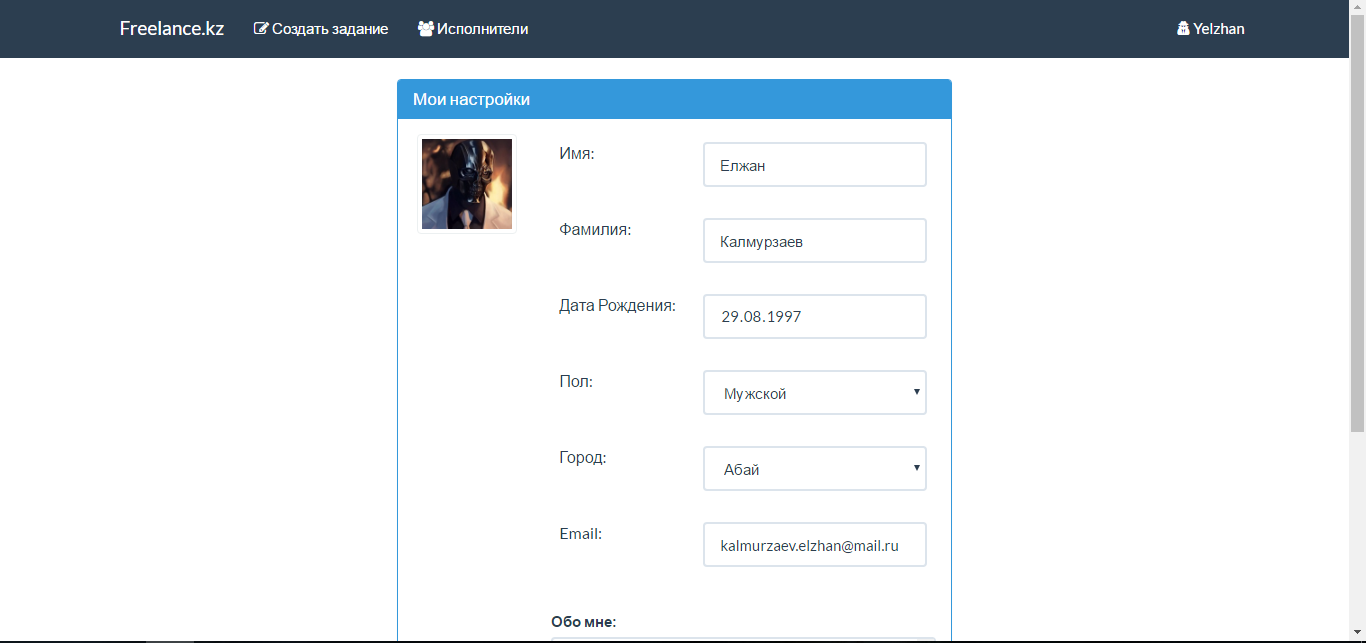 Freelance.kz Создать задание Исполнители Yelzhan
Мои настройки
Имя: Елжан
Фамилия: Калмурзаев
Дата Рождения: 29.08.1997
Пол: Мужской
Город: Абай
Email: kalmurzaev.elzhan@mail.ru
Обо мне: